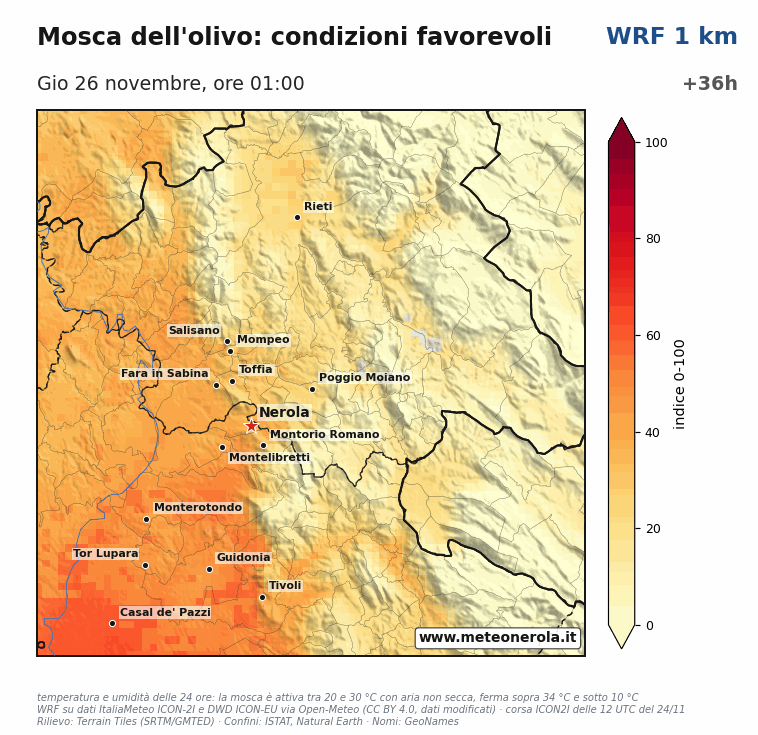 Mosca dell'olivo: condizioni favorevoli
WRF 1 km
Gio 26 novembre, ore 01:00
+36h
Rieti
Salisano
Mompeo
Fara in Sabina
Toffia
Poggio Moiano
Nerola
Montorio Romano
Montelibretti
Monterotondo
Tor Lupara
Guidonia
Tivoli
Casal de' Pazzi
www.meteonerola.it
100
80
60
40
20
0
indice 0-100
temperatura e umidità delle 24 ore: la mosca è attiva tra 20 e 30 °C con aria non secca, ferma sopra 34 °C e sotto 10 °C
WRF su dati ItaliaMeteo ICON-2I e DWD ICON-EU via Open-Meteo (CC BY 4.0, dati modificati) · corsa ICON2I delle 12 UTC del 24/11
Rilievo: Terrain Tiles (SRTM/GMTED) · Confini: ISTAT, Natural Earth · Nomi: GeoNames